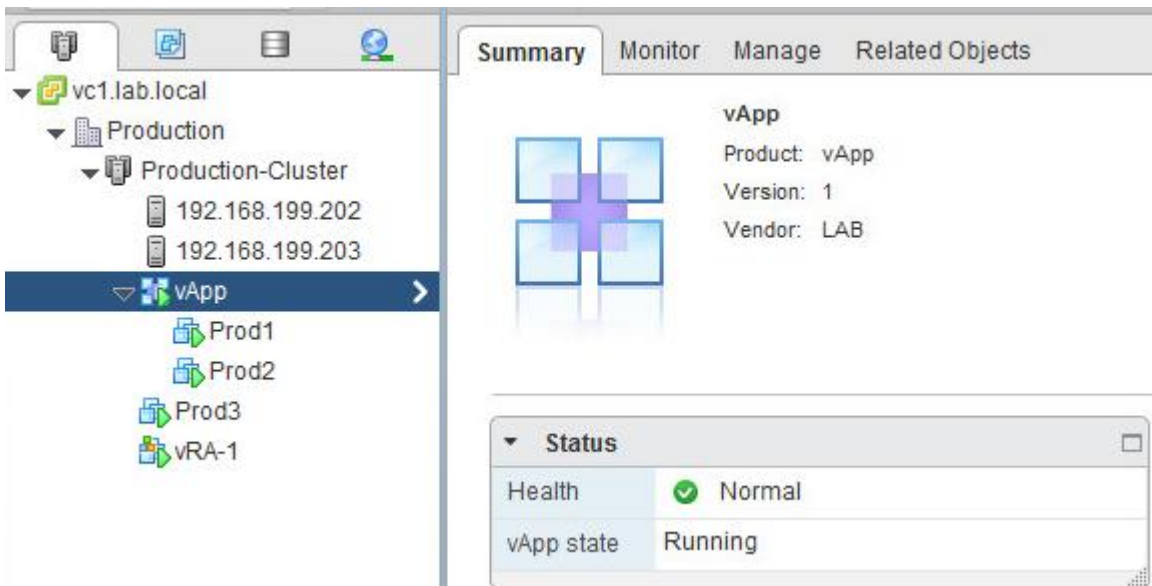 vc1.lab.local
Production
Production-Cluster
192.168.199.202
192.168.199.203
vApp
Prod1
Prod2
Prod3
vRA-1
Summary Monitor Manage Related Objects
vApp
Product: vApp
Version: 1
Vendor: LAB
Status
Health Normal
vApp state Running